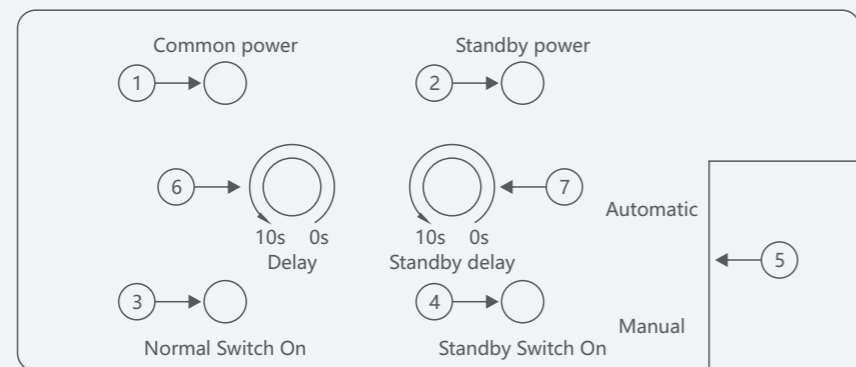 Common power Standby power
1 2
6 7
Automatic
10s 0s 10s 0s
Delay Standby delay
5
3 4
Manual
Normal Switch On Standby Switch On